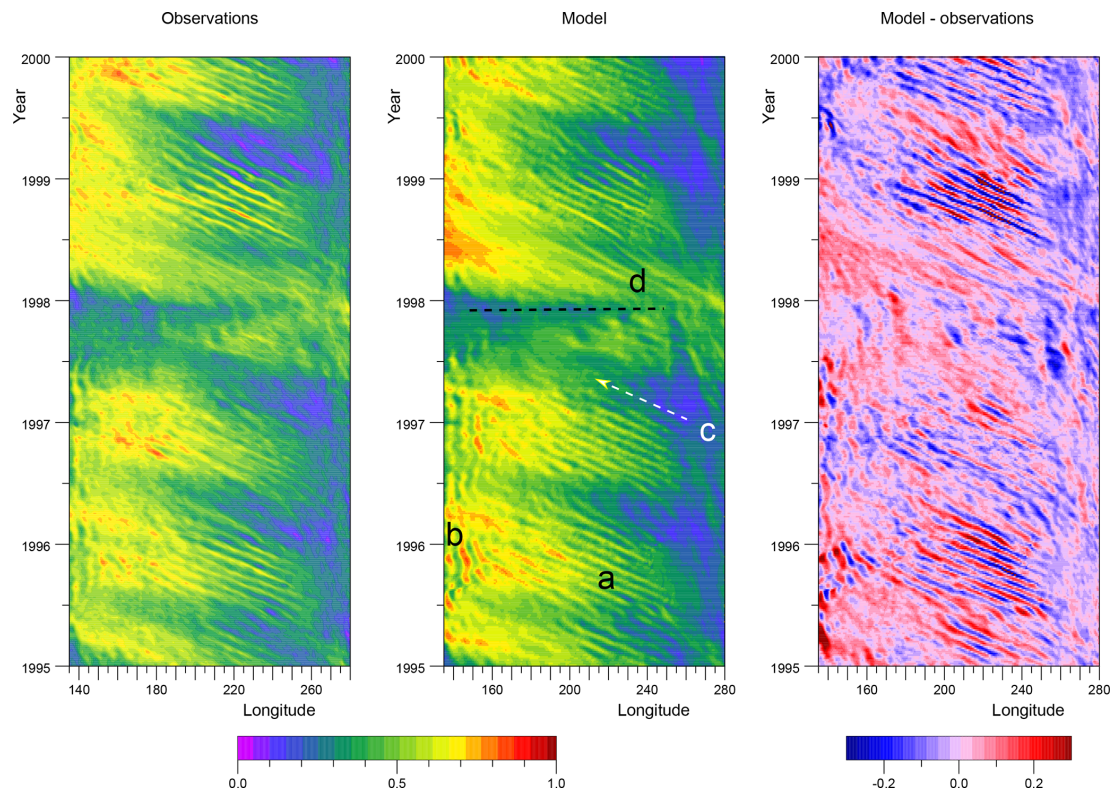 Observations
Model
Model - observations
2000 2000 2000
Year Year Year
1999 1999 1999
d
1998 1998 1998
1997 1997 1997
c
b
1996 1996 1996
a
1995 1995 1995
140 180 220 260 160 200 240 280 160 200 240 280
Longitude Longitude Longitude
0.0 0.5 1.0 -0.2 0.0 0.2